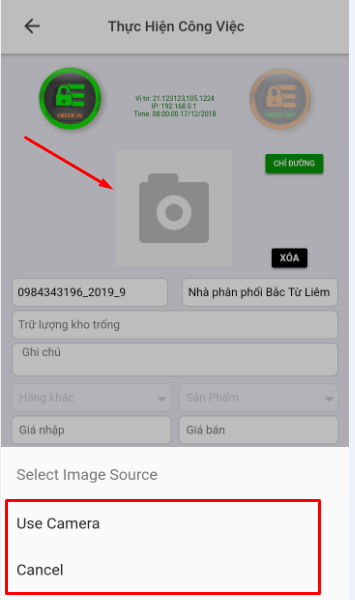 Thực Hiện Công Việc
CHECK IN
Vị trí: 21.123123,105.1224
IP: 192.168.0.1
Time: 08:00:00 17/12/2018
CHỈ ĐƯỜNG
XÓA
0984343196_2019_9
Nhà phân phối Bắc Từ Liêm
Trữ lượng kho trống
Ghi chú
Hãng khác
Sản Phẩm
Giá nhập
Giá bán
Select Image Source
Use Camera
Cancel